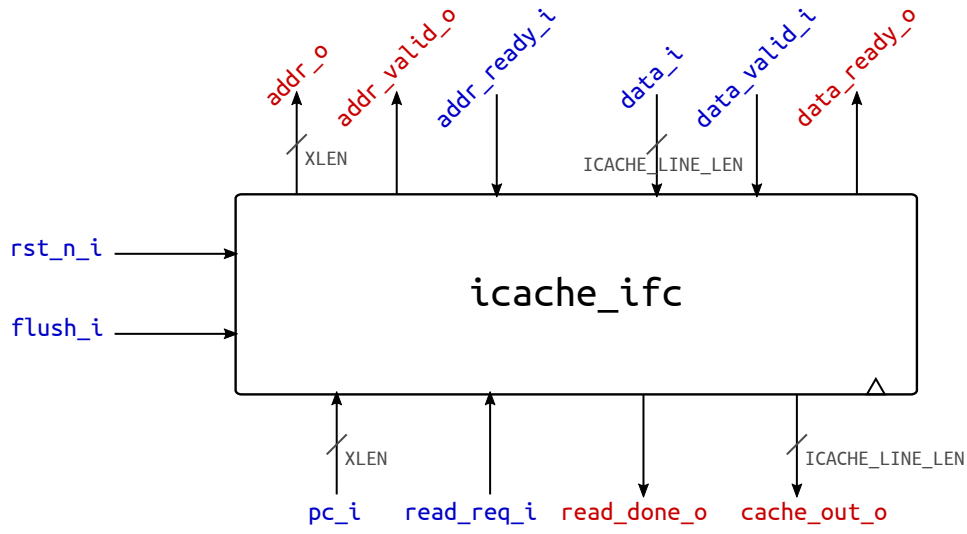 addr_o
addr_valid_o
addr_ready_i
data_i
data_valid_i
data_ready_o
XLEN
ICACHE_LINE_LEN
rst_n_i
icache_ifc
flush_i
XLEN
ICACHE_LINE_LEN
pc_i
read_req_i
read_done_o
cache_out_o